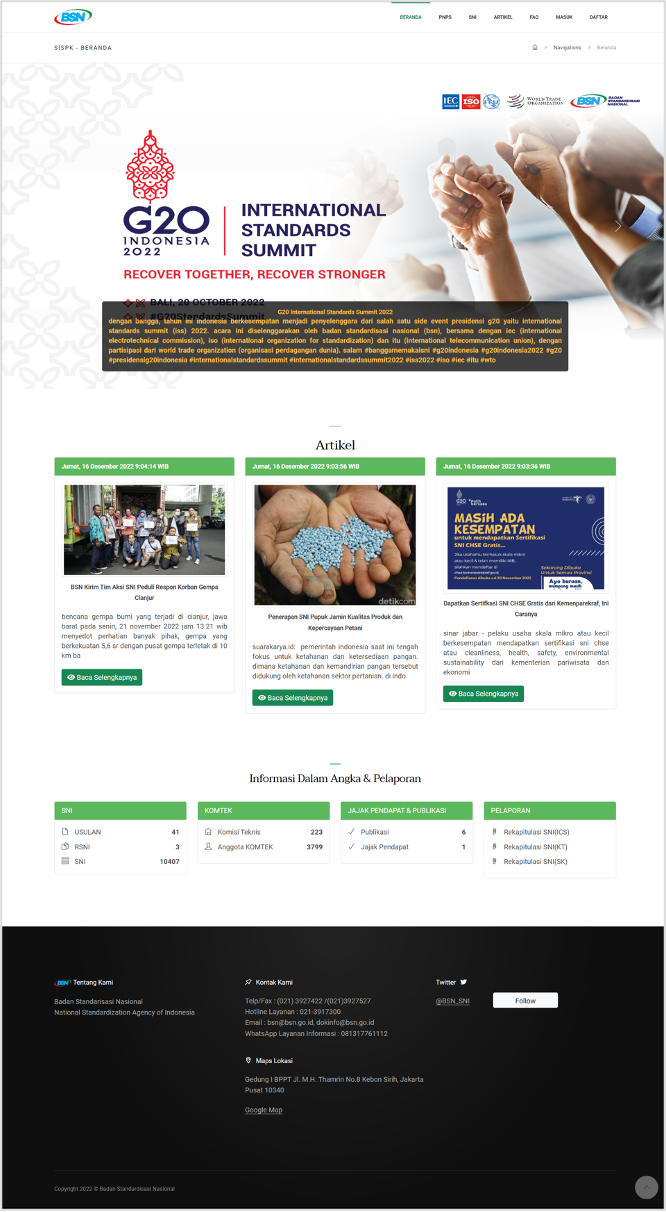 BSN
BERANDA PNPS SNI ARTIKEL FAQ MASUK DAFTAR
SISPK - BERANDA
> Navigations > Beranda
IEC ISO ITU WORLD TRADE ORGANIZATION BSN BADAN STANDARDISASI NASIONAL
G20
INDONESIA
2022
INTERNATIONAL
STANDARDS
SUMMIT
RECOVER TOGETHER, RECOVER STRONGER
BALI, 20 OCTOBER 2022
#G20StandardsSummit
G20 International Standards Summit 2022
dengan bangga, tahun ini indonesia berkesempatan menjadi penyelenggara dari salah satu side event presidensi g20 yaitu international
standards summit (iss) 2022. acara ini diselenggarakan oleh badan standardisasi nasional (bsn), bersama dengan iec (international
electrotechnical commission), iso (international organization for standardization) dan itu (international telecommunication union), dengan
partisipasi dari world trade organization (organisasi perdagangan dunia). salam #banggamemakaisni #g20indonesia #g20indonesia2022 #g20
#presidensig20indonesia #internationalstandardssummit #internationalstandardssummit2022 #iss2022 #iso #iec #itu #wto
Artikel
Jumat, 16 Desember 2022 9:04:14 WIB
BSN Kirim Tim Aksi SNI Peduli Respon Korban Gempa
Cianjur
bencana gempa bumi yang terjadi di cianjur, jawa
barat pada senin, 21 november 2022 jam 13.21 wib
menyedot perhatian banyak pihak, gempa yang
berkekuatan 5,6 sr dengan pusat gempa terletak di 10
km ba
Baca Selengkapnya
Jumat, 16 Desember 2022 9:03:56 WIB
detikcom
Penerapan SNI Pupuk Jamin Kualitas Produk dan
Kepercayaan Petani
suarakarya.id: pemerintah indonesia saat ini tengah
fokus untuk ketahanan dan ketersediaan pangan.
dimana ketahanan dan kemandirian pangan tersebut
didukung oleh ketahanan sektor pertanian. di indo
Baca Selengkapnya
Jumat, 16 Desember 2022 9:03:36 WIB
MASIH ADA
KESEMPATAN
untuk mendapatkan Sertifikasi
SNI CHSE Gratis...
Sekarang Dibuka
Untuk Semua Provinsi
Ayo berasa,
mumpung masih
Dapatkan Sertifikasi SNI CHSE Gratis dari Kemenparekraf, Ini
Caranya
sinar jabar - pelaku usaha skala mikro atau kecil
berkesempatan mendapatkan sertifikasi sni chse
atau cleanliness, health, safety, environmental
sustainability dari kementerian pariwisata dan
ekonomi
Baca Selengkapnya
Informasi Dalam Angka & Pelaporan
SNI
USULAN 41
RSNI 3
SNI 10407
KOMTEK
Komisi Teknis 223
Anggota KOMTEK 3799
JAJAK PENDAPAT & PUBLIKASI
Publikasi 6
Jajak Pendapat 1
PELAPORAN
Rekapitulasi SNI(ICS)
Rekapitulasi SNI(KT)
Rekapitulasi SNI(SK)
BSN Tentang Kami
Badan Standarisasi Nasional
National Standardization Agency of Indonesia
Kontak Kami
Telp/Fax : (021) 3927422 /(021)3927527
Hotline Layanan : 021-3917300
Email : bsn@bsn.go.id, dokinfo@bsn.go.id
WhatsApp Layanan Informasi : 081317761112
Maps Lokasi
Gedung I BPPT Jl. M.H. Thamrin No.8 Kebon Sirih, Jakarta
Pusat 10340
Google Map
Twitter
@BSN_SNI Follow
Copyright 2022 © Badan Standardisasi Nasional